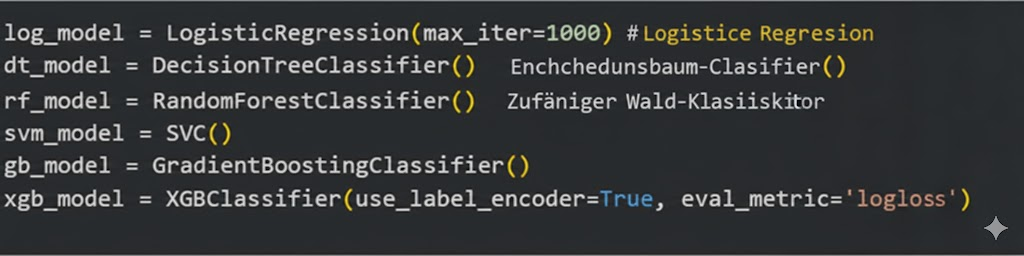 log_model = LogisticRegression(max_iter=1000) #Logistice Regresion
dt_model = DecisionTreeClassifier() Enchchedunsbaum-Clasifier()
rf_model = RandomForestClassifier() Zufäniger Wald-Klasiiskitor
svm_model = SVC()
gb_model = GradientBoostingClassifier()
xgb_model = XGBClassifier(use_label_encoder=True, eval_metric='logloss')